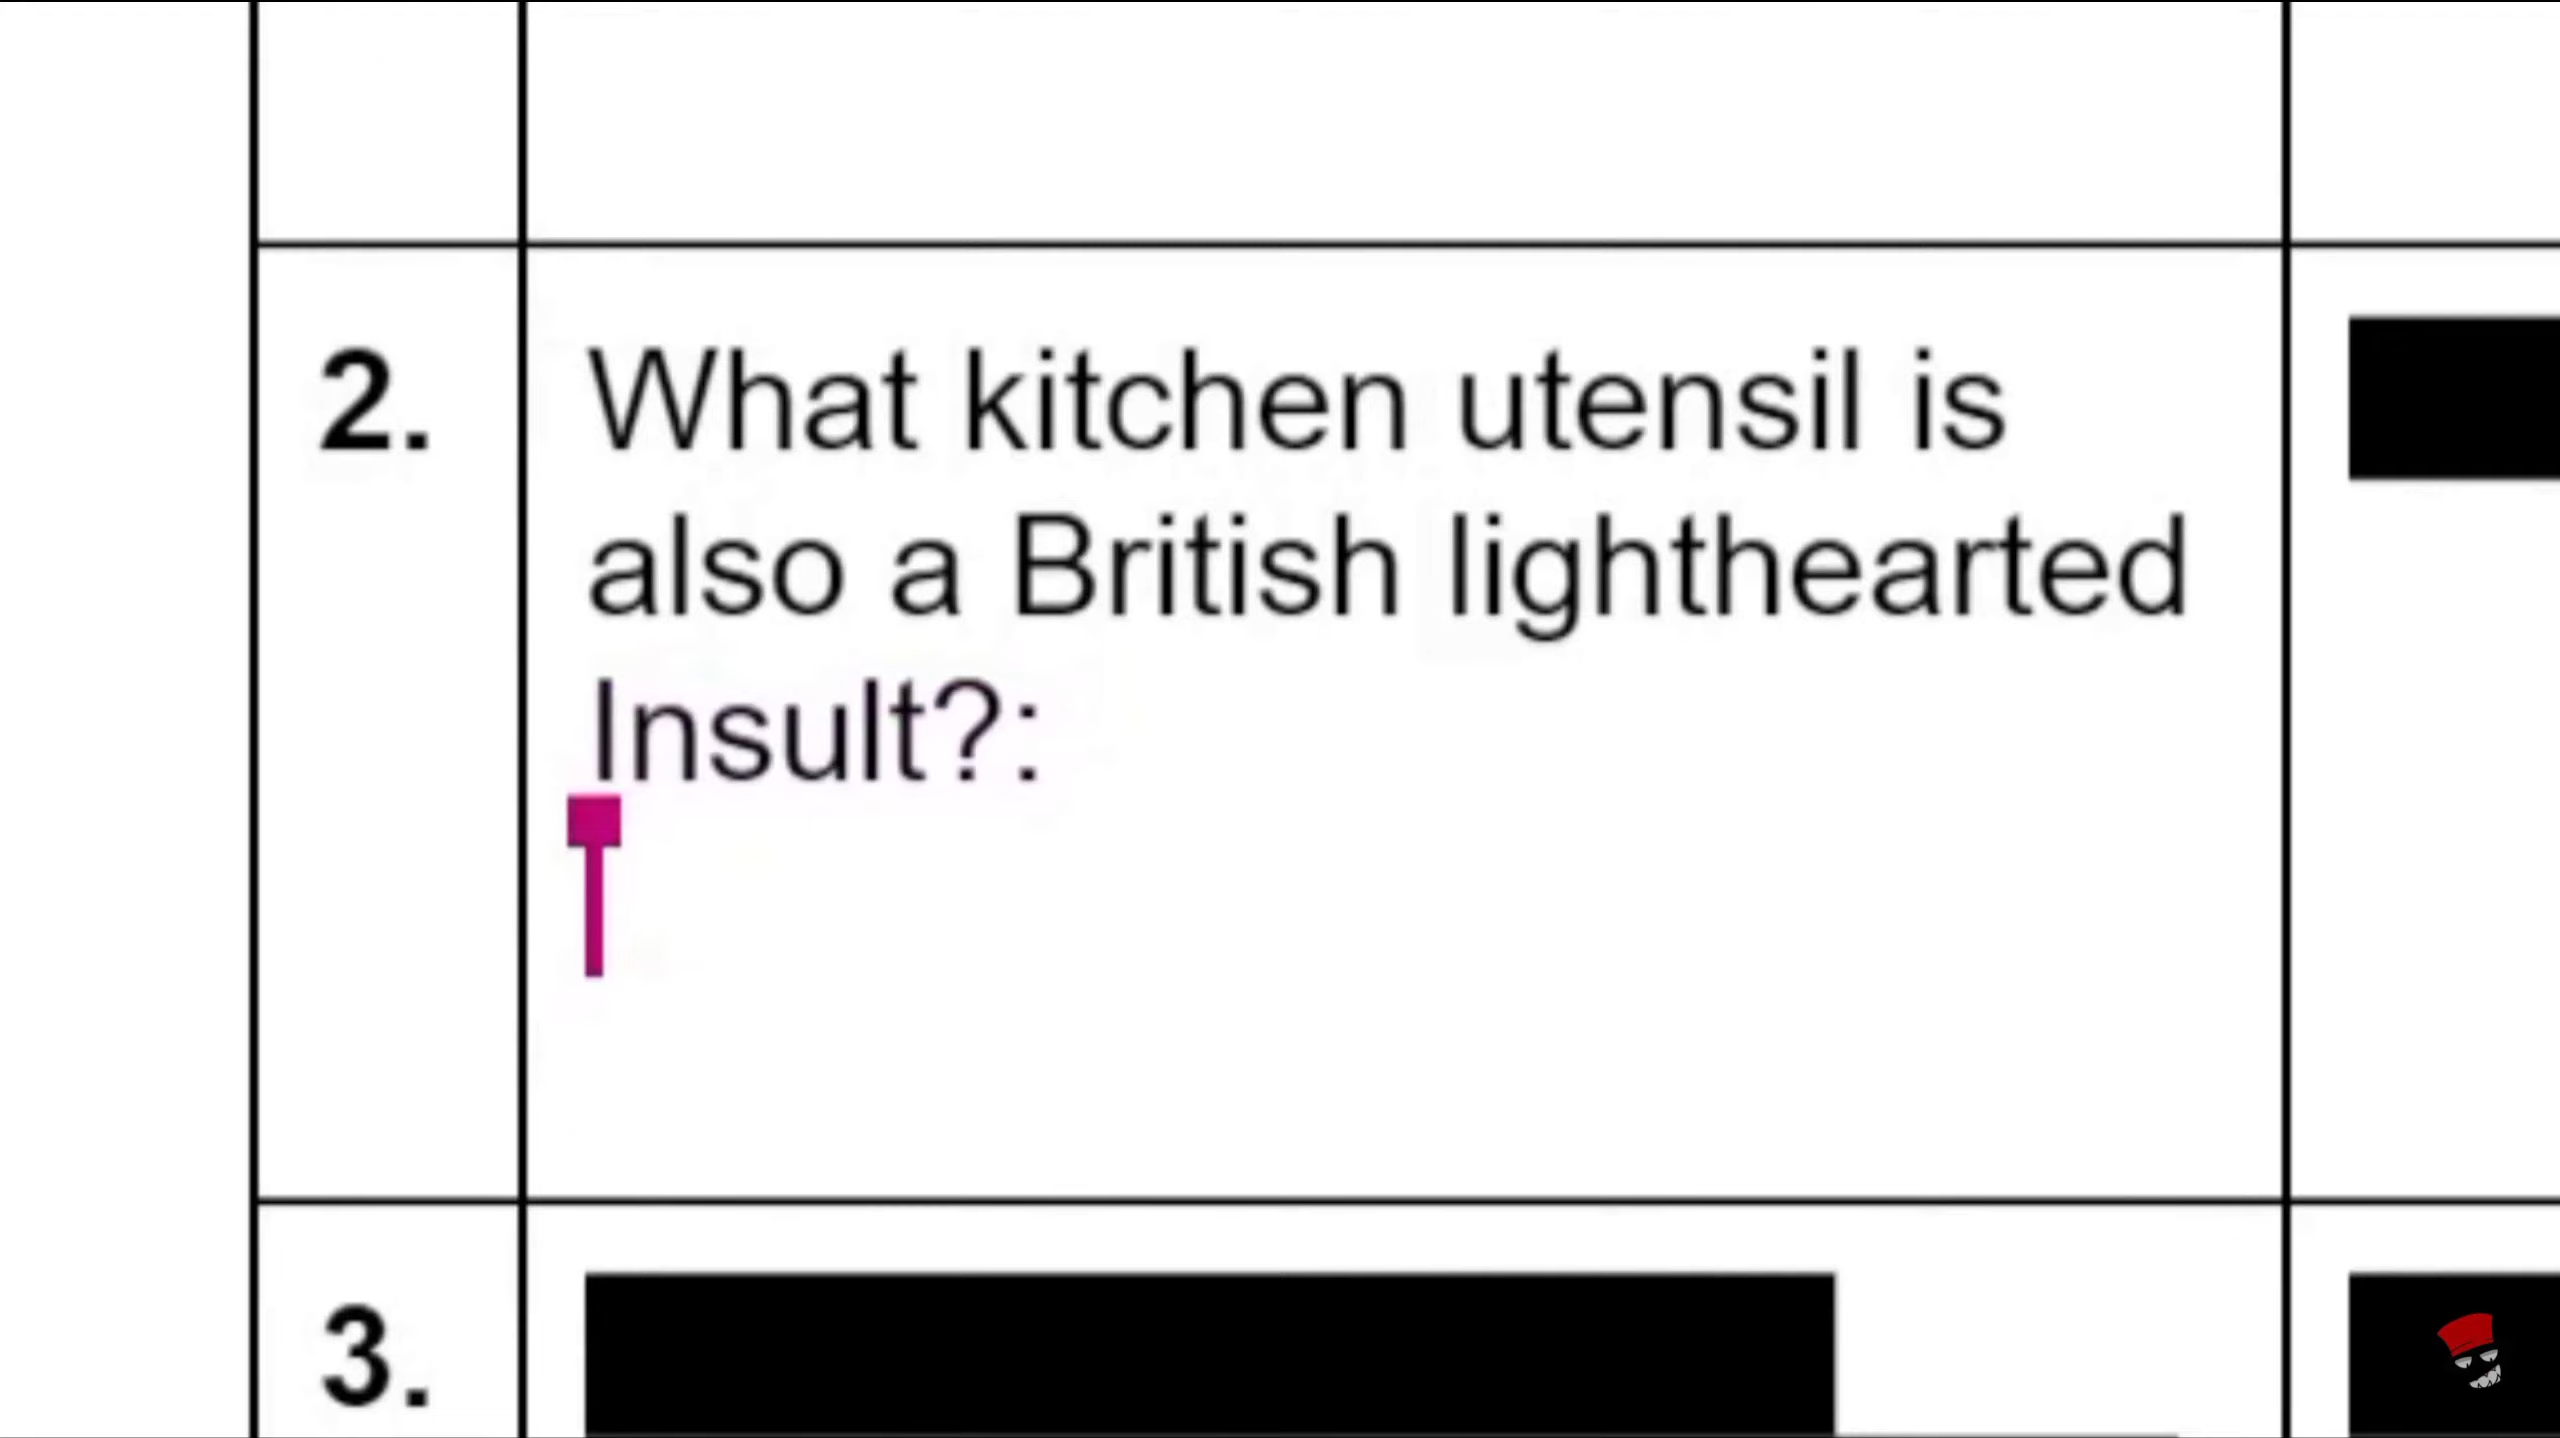 2.
What kitchen utensil is
also a British lighthearted
Insult?:
3.